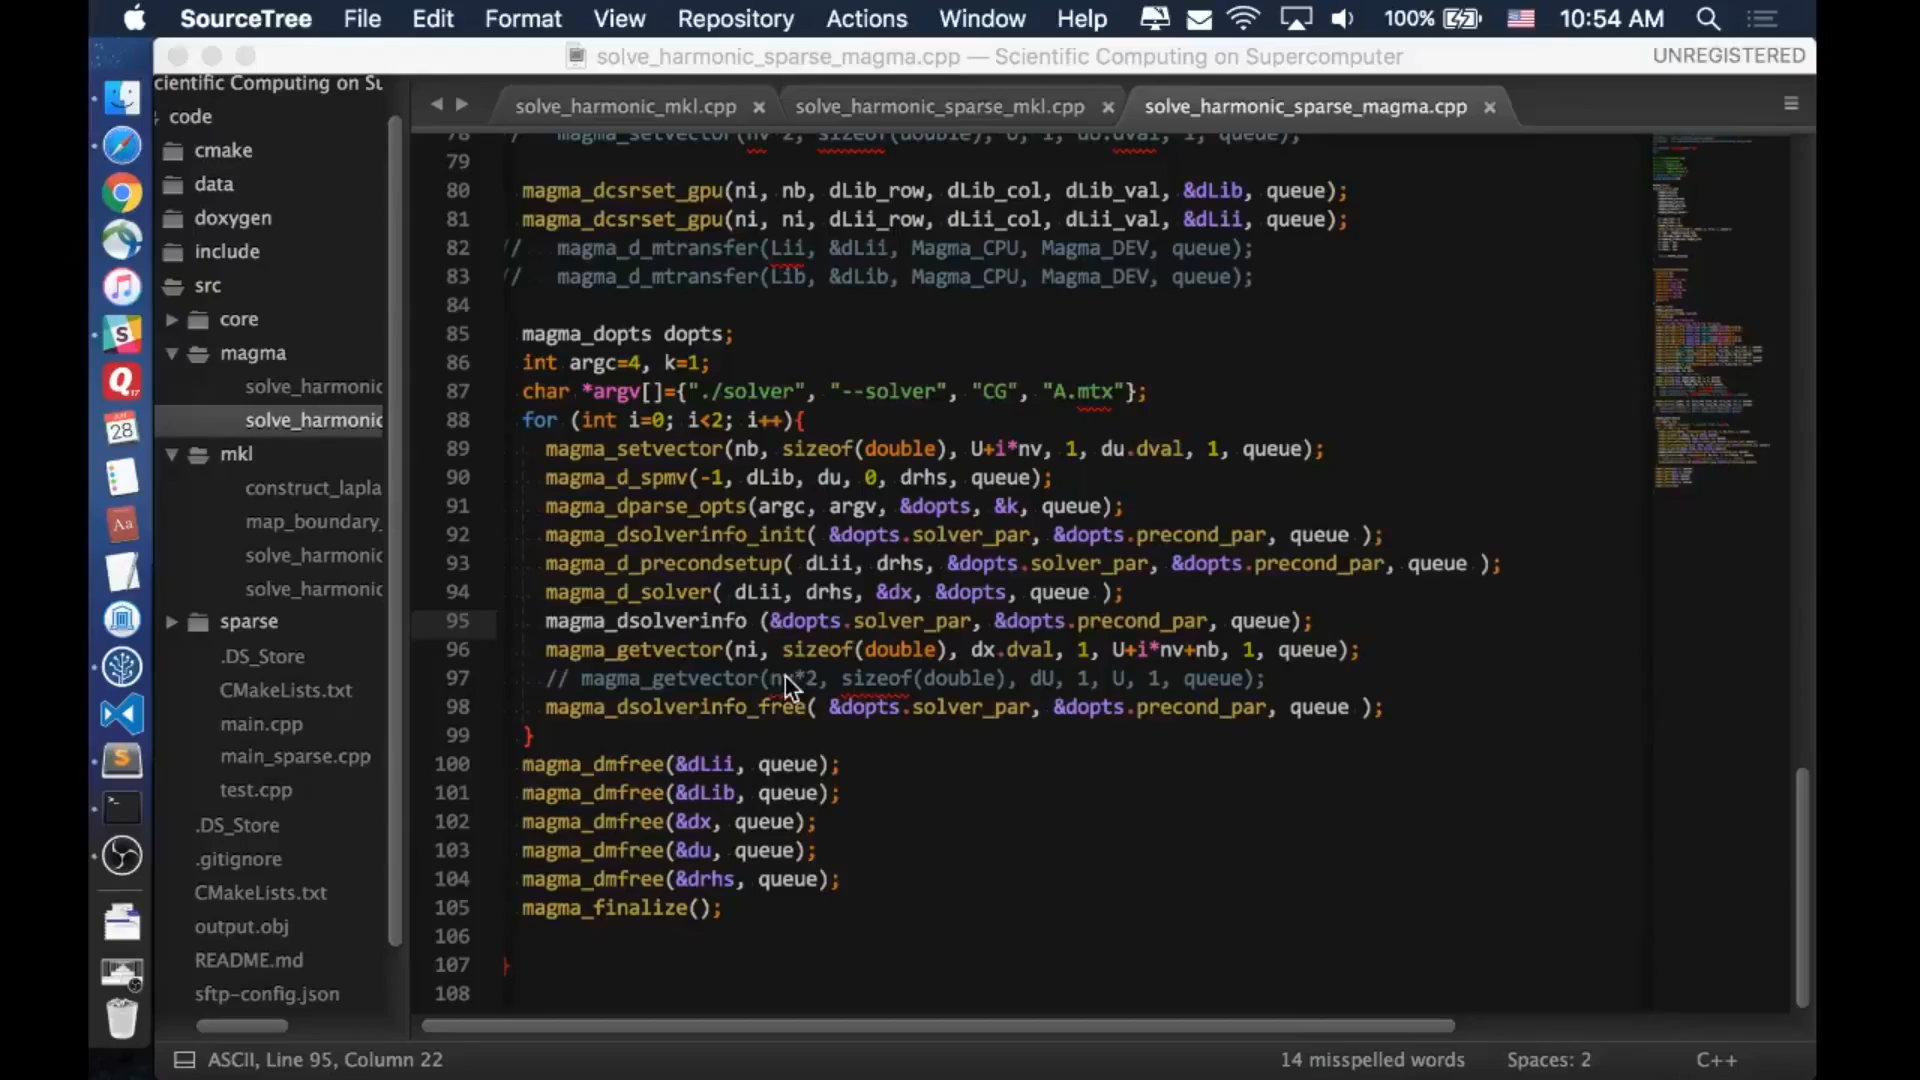 SourceTree File Edit Format View Repository Actions Window Help 100% 10:54 AM
solve_harmonic_sparse_magma.cpp — Scientific Computing on Supercomputer UNREGISTERED
cientific Computing on Su
code
cmake
data
doxygen
include
src
core
magma
solve_harmonic
solve_harmonic
mkl
construct_lapla
map_boundary_
solve_harmonic
solve_harmonic
sparse
.DS_Store
CMakeLists.txt
main.cpp
main_sparse.cpp
test.cpp
.DS_Store
.gitignore
CMakeLists.txt
output.obj
README.md
sftp-config.json
solve_harmonic_mkl.cpp solve_harmonic_sparse_mkl.cpp solve_harmonic_sparse_magma.cpp
78 // magma_setvector(nv*2, sizeof(double), U, 1, du.dval, 1, queue);
79
80 magma_dcsrset_gpu(ni, nb, dLib_row, dLib_col, dLib_val, &dLib, queue);
81 magma_dcsrset_gpu(ni, ni, dLii_row, dLii_col, dLii_val, &dLii, queue);
82 // magma_d_mtransfer(Lii, &dLii, Magma_CPU, Magma_DEV, queue);
83 // magma_d_mtransfer(Lib, &dLib, Magma_CPU, Magma_DEV, queue);
84
85 magma_dopts dopts;
86 int argc=4, k=1;
87 char *argv[]={"./solver", "--solver", "CG", "A.mtx"};
88 for (int i=0; i<2; i++){
89 magma_setvector(nb, sizeof(double), U+i*nv, 1, du.dval, 1, queue);
90 magma_d_spmv(-1, dLib, du, 0, drhs, queue);
91 magma_dparse_opts(argc, argv, &dopts, &k, queue);
92 magma_dsolverinfo_init( &dopts.solver_par, &dopts.precond_par, queue );
93 magma_d_precondsetup( dLii, drhs, &dopts.solver_par, &dopts.precond_par, queue );
94 magma_d_solver( dLii, drhs, &dx, &dopts, queue );
95 magma_dsolverinfo (&dopts.solver_par, &dopts.precond_par, queue);
96 magma_getvector(ni, sizeof(double), dx.dval, 1, U+i*nv+nb, 1, queue);
97 // magma_getvector(nv*2, sizeof(double), dU, 1, U, 1, queue);
98 magma_dsolverinfo_free( &dopts.solver_par, &dopts.precond_par, queue );
99 }
100 magma_dmfree(&dLii, queue);
101 magma_dmfree(&dLib, queue);
102 magma_dmfree(&dx, queue);
103 magma_dmfree(&du, queue);
104 magma_dmfree(&drhs, queue);
105 magma_finalize();
106
107 }
108
ASCII, Line 95, Column 22 14 misspelled words Spaces: 2 C++